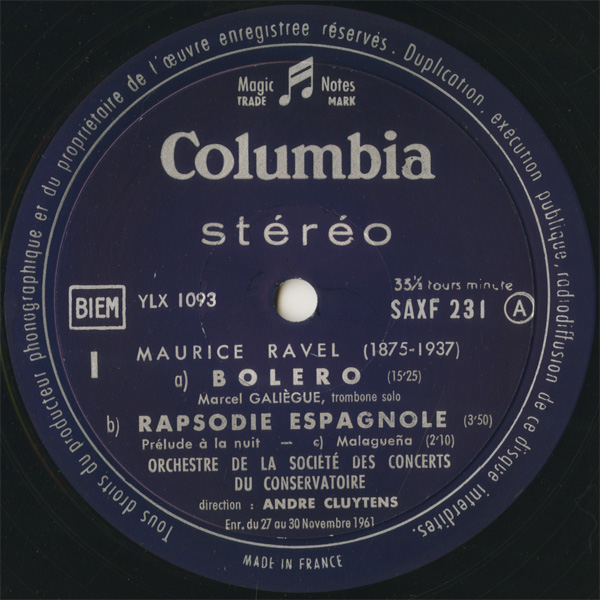 Tous droits du producteur phonographique et du propriétaire de l'œuvre enregistree réservés. Duplication, execution publique, radiodiffusion de ce disque interdites.
Magic Notes
TRADE MARK
Columbia
stéréo
BIEM YLX 1093
33⅓ tours minute
SAXF 231 A
1
MAURICE RAVEL (1875-1937)
a) BOLERO (15'25)
Marcel GALIÈGUE, trombone solo
b) RAPSODIE ESPAGNOLE (3'50)
Prélude à la nuit — c) Malagueña (2'10)
ORCHESTRE DE LA SOCIÉTÉ DES CONCERTS
DU CONSERVATOIRE
direction : ANDRE CLUYTENS
Enr. du 27 au 30 Novembre 1961
MADE IN FRANCE